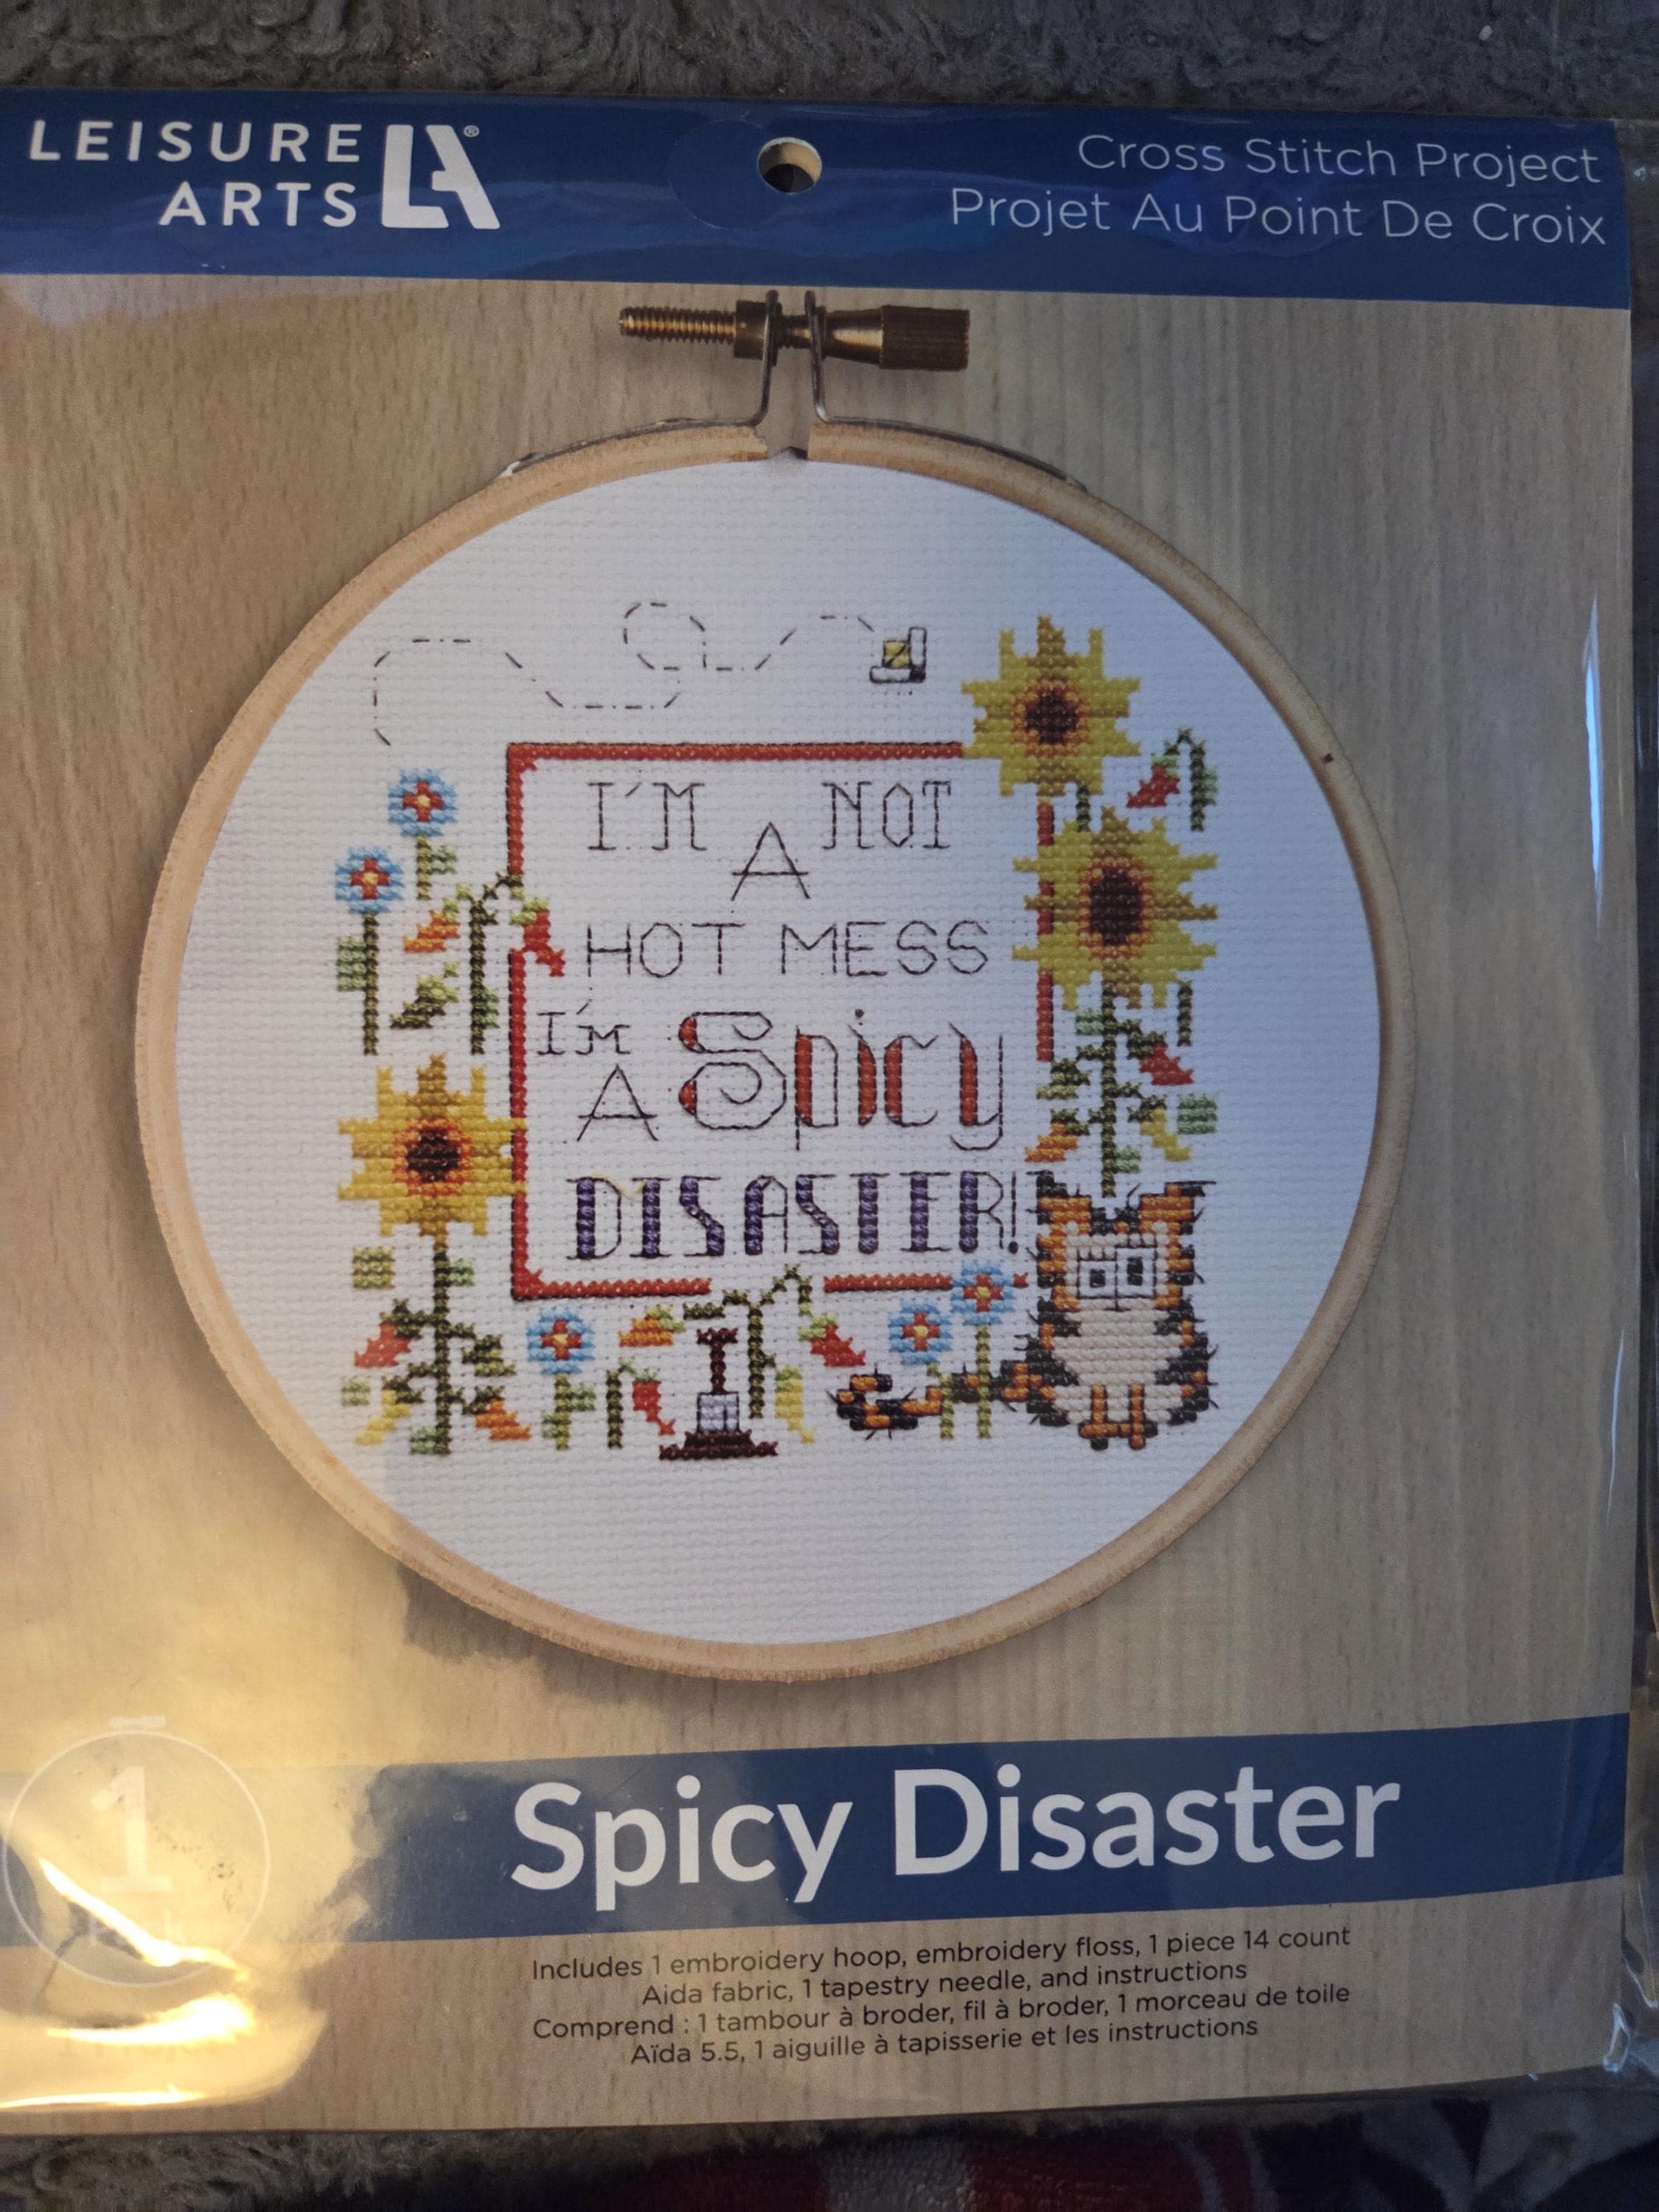 LEISURE
ARTS
LA®
Cross Stitch Project
Projet Au Point De Croix
I'M A NOT
HOT MESS
I'M A Spicy
DISASTER!
1
Spicy Disaster
Includes 1 embroidery hoop, embroidery floss, 1 piece 14 count
Aida fabric, 1 tapestry needle, and instructions
Comprend : 1 tambour à broder, fil à broder, 1 morceau de toile
Aïda 5.5, 1 aiguille à tapisserie et les instructions